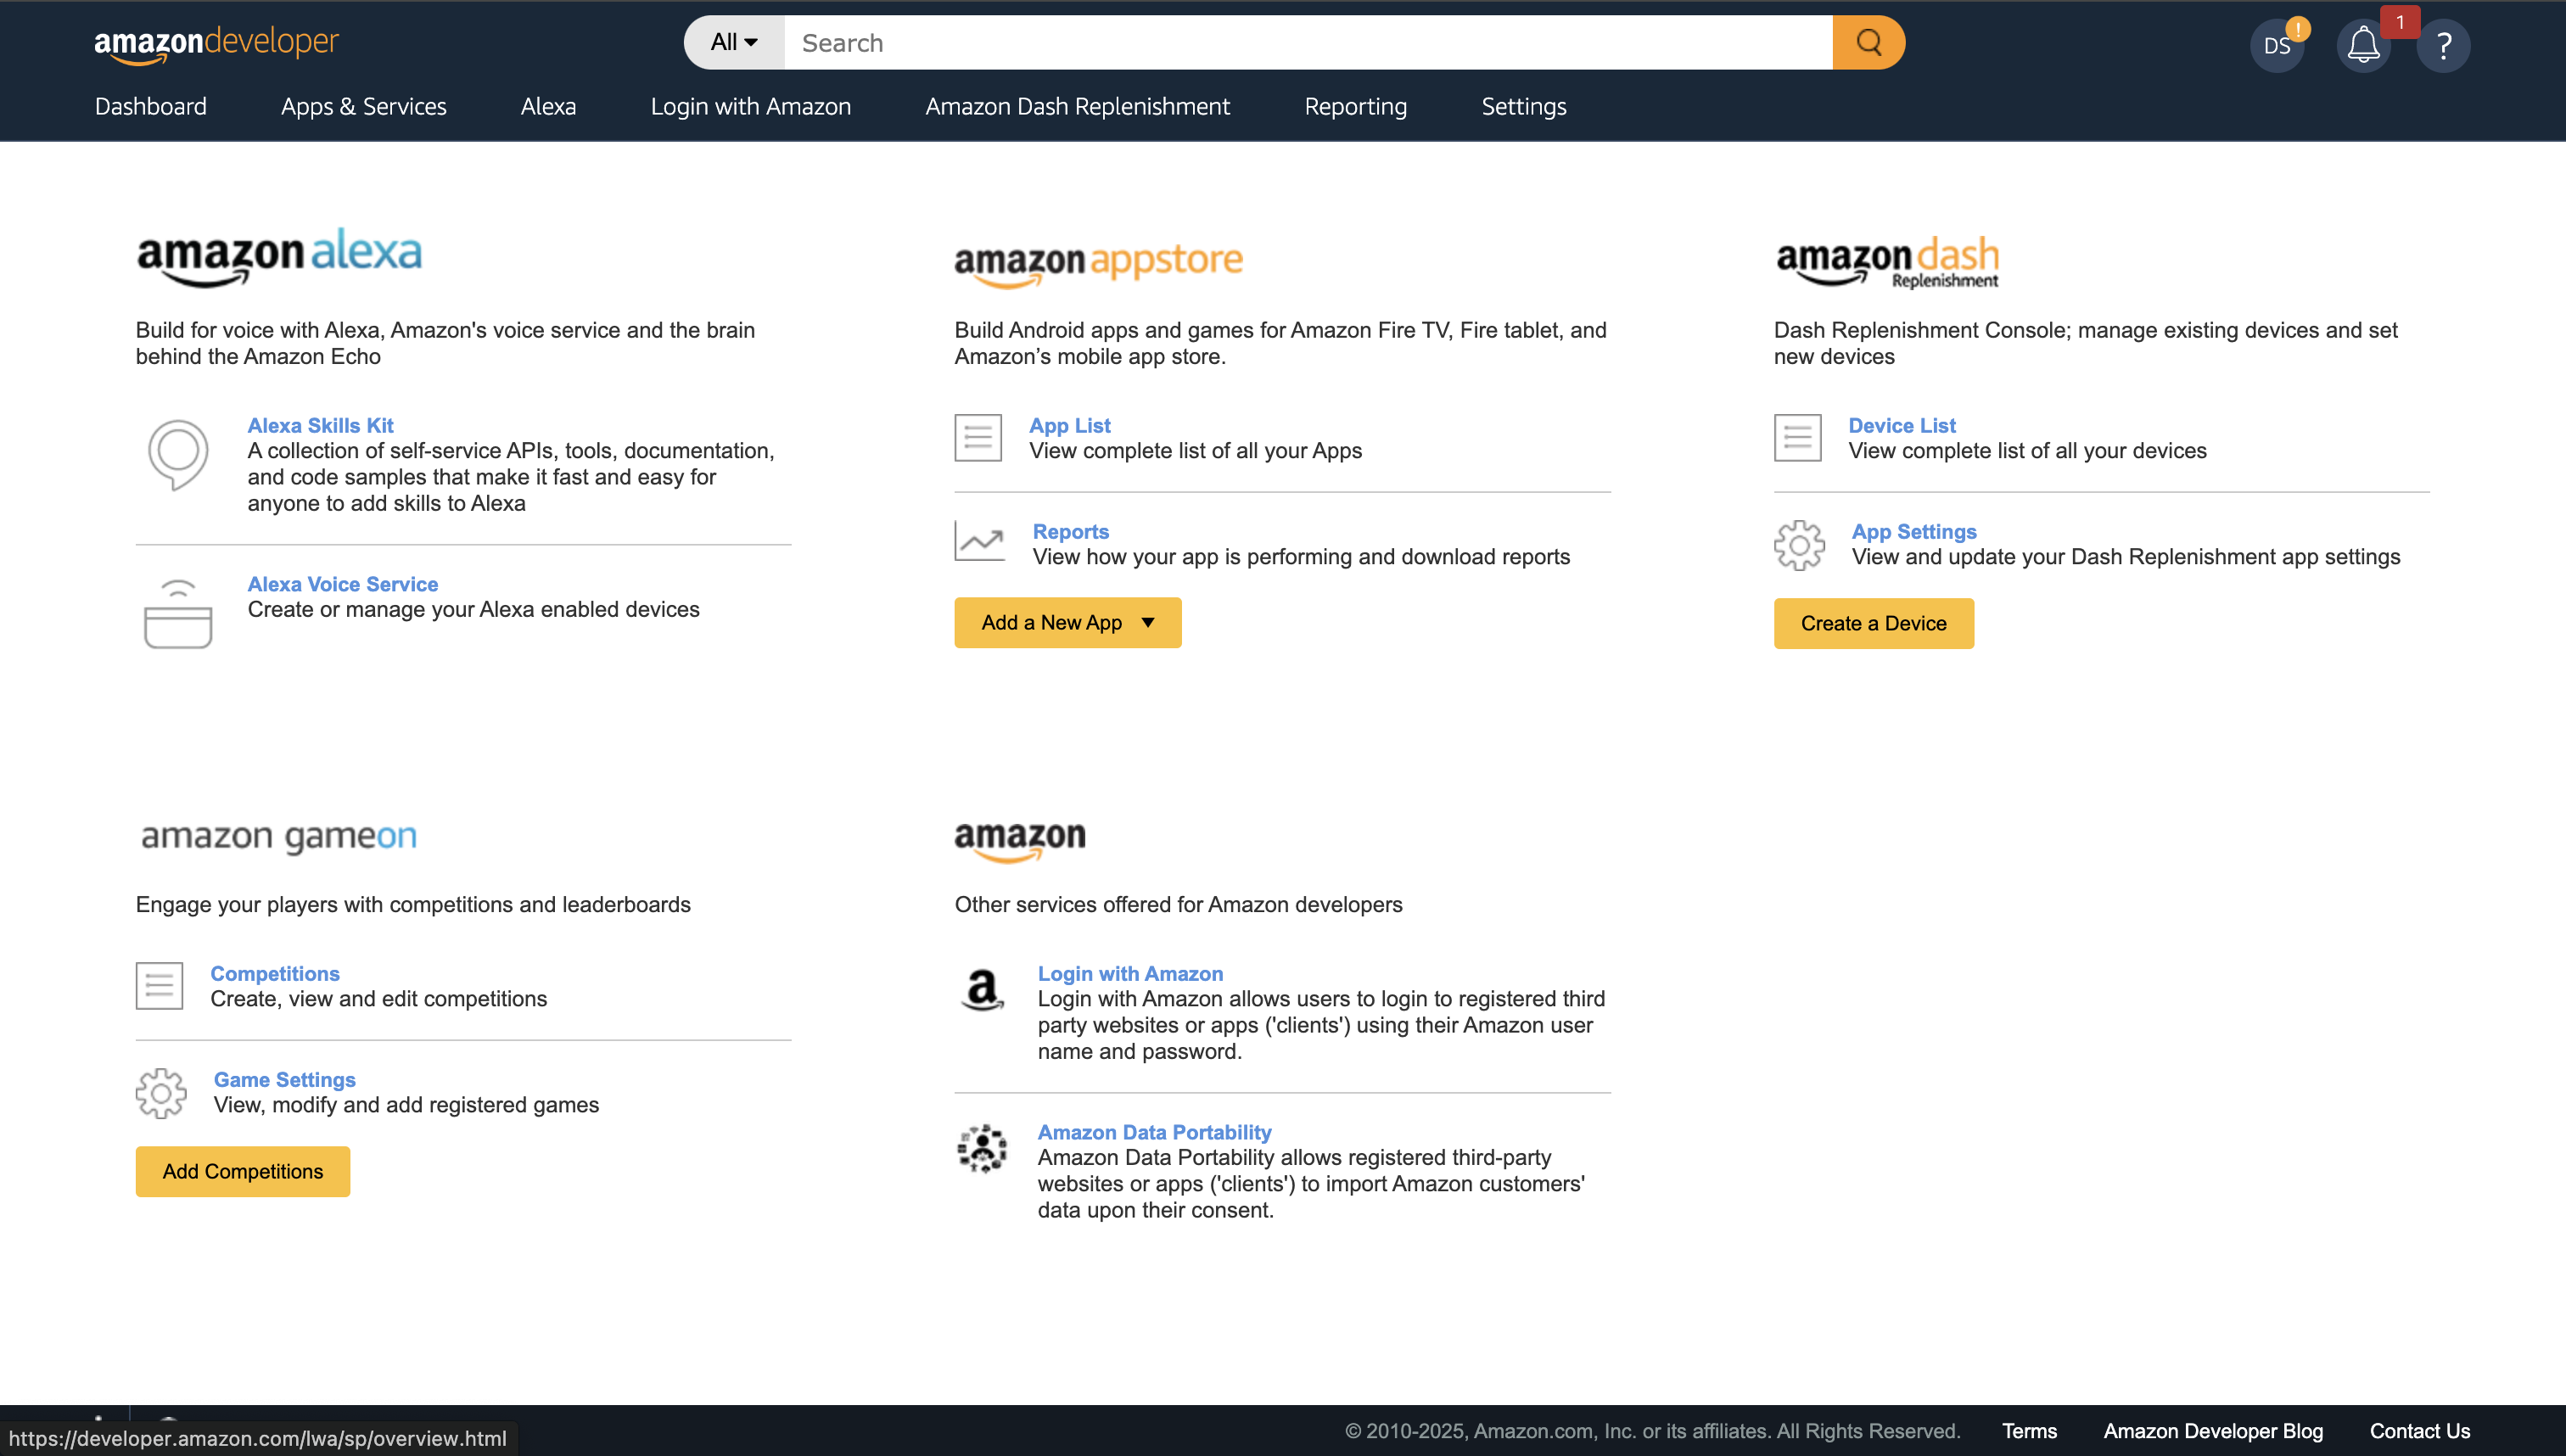 amazondeveloper
All
Search
DS
!
1
?
Dashboard
Apps & Services
Alexa
Login with Amazon
Amazon Dash Replenishment
Reporting
Settings
amazon alexa
Build for voice with Alexa, Amazon's voice service and the brain
behind the Amazon Echo
Alexa Skills Kit
A collection of self-service APIs, tools, documentation,
and code samples that make it fast and easy for
anyone to add skills to Alexa
Alexa Voice Service
Create or manage your Alexa enabled devices
amazon appstore
Build Android apps and games for Amazon Fire TV, Fire tablet, and
Amazon’s mobile app store.
App List
View complete list of all your Apps
Reports
View how your app is performing and download reports
Add a New App
amazon dash
Replenishment
Dash Replenishment Console; manage existing devices and set
new devices
Device List
View complete list of all your devices
App Settings
View and update your Dash Replenishment app settings
Create a Device
amazon gameon
Engage your players with competitions and leaderboards
Competitions
Create, view and edit competitions
Game Settings
View, modify and add registered games
Add Competitions
amazon
Other services offered for Amazon developers
a
Login with Amazon
Login with Amazon allows users to login to registered third
party websites or apps ('clients') using their Amazon user
name and password.
Amazon Data Portability
Amazon Data Portability allows registered third-party
websites or apps ('clients') to import Amazon customers'
data upon their consent.
https://developer.amazon.com/lwa/sp/overview.html
© 2010-2025, Amazon.com, Inc. or its affiliates. All Rights Reserved.
Terms
Amazon Developer Blog
Contact Us